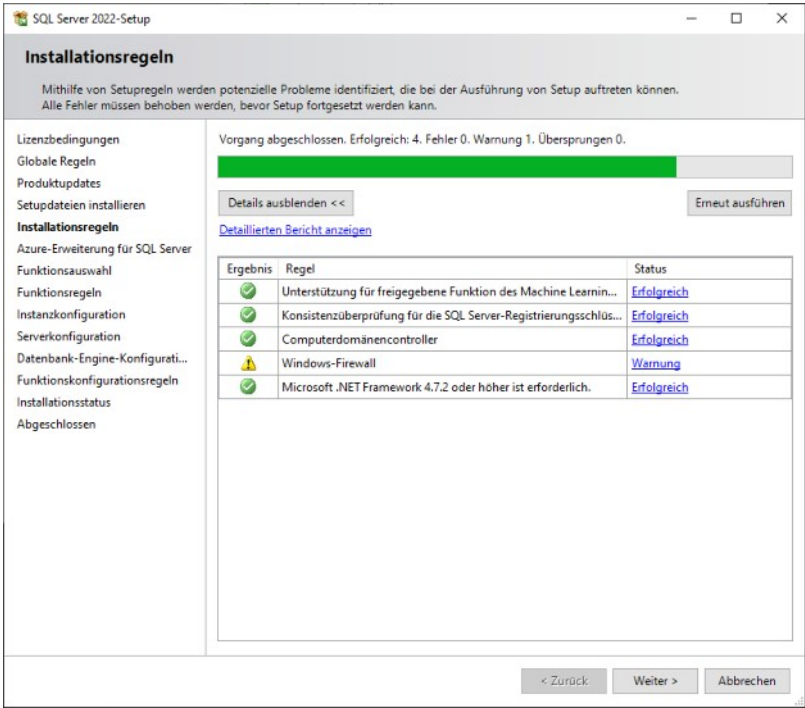 SQL Server 2022-Setup
Installationsregeln
Mithilfe von Setupregeln werden potenzielle Probleme identifiziert, die bei der Ausführung von Setup auftreten können.
Alle Fehler müssen behoben werden, bevor Setup fortgesetzt werden kann.
Lizenzbedingungen
Globale Regeln
Produktupdates
Setupdateien installieren
Installationsregeln
Azure-Erweiterung für SQL Server
Funktionsauswahl
Funktionsregeln
Instanzkonfiguration
Serverkonfiguration
Datenbank-Engine-Konfigurati...
Funktionskonfigurationsregeln
Installationsstatus
Abgeschlossen
Vorgang abgeschlossen. Erfolgreich: 4. Fehler 0. Warnung 1. Übersprungen 0.
Details ausblenden << Erneut ausführen
Detaillierten Bericht anzeigen
Ergebnis Regel Status
Unterstützung für freigegebene Funktion des Machine Learnin... Erfolgreich
Konsistenzüberprüfung für die SQL Server-Registrierungsschlüs... Erfolgreich
Computerdomänencontroller Erfolgreich
Windows-Firewall Warnung
Microsoft .NET Framework 4.7.2 oder höher ist erforderlich. Erfolgreich
< Zurück Weiter > Abbrechen